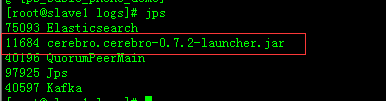 [root@slave1 logs]# jps
75093 Elasticsearch
11684 cerebro.cerebro-0.7.2-launcher.jar
40196 QuorumPeerMain
97925 Jps
40597 Kafka